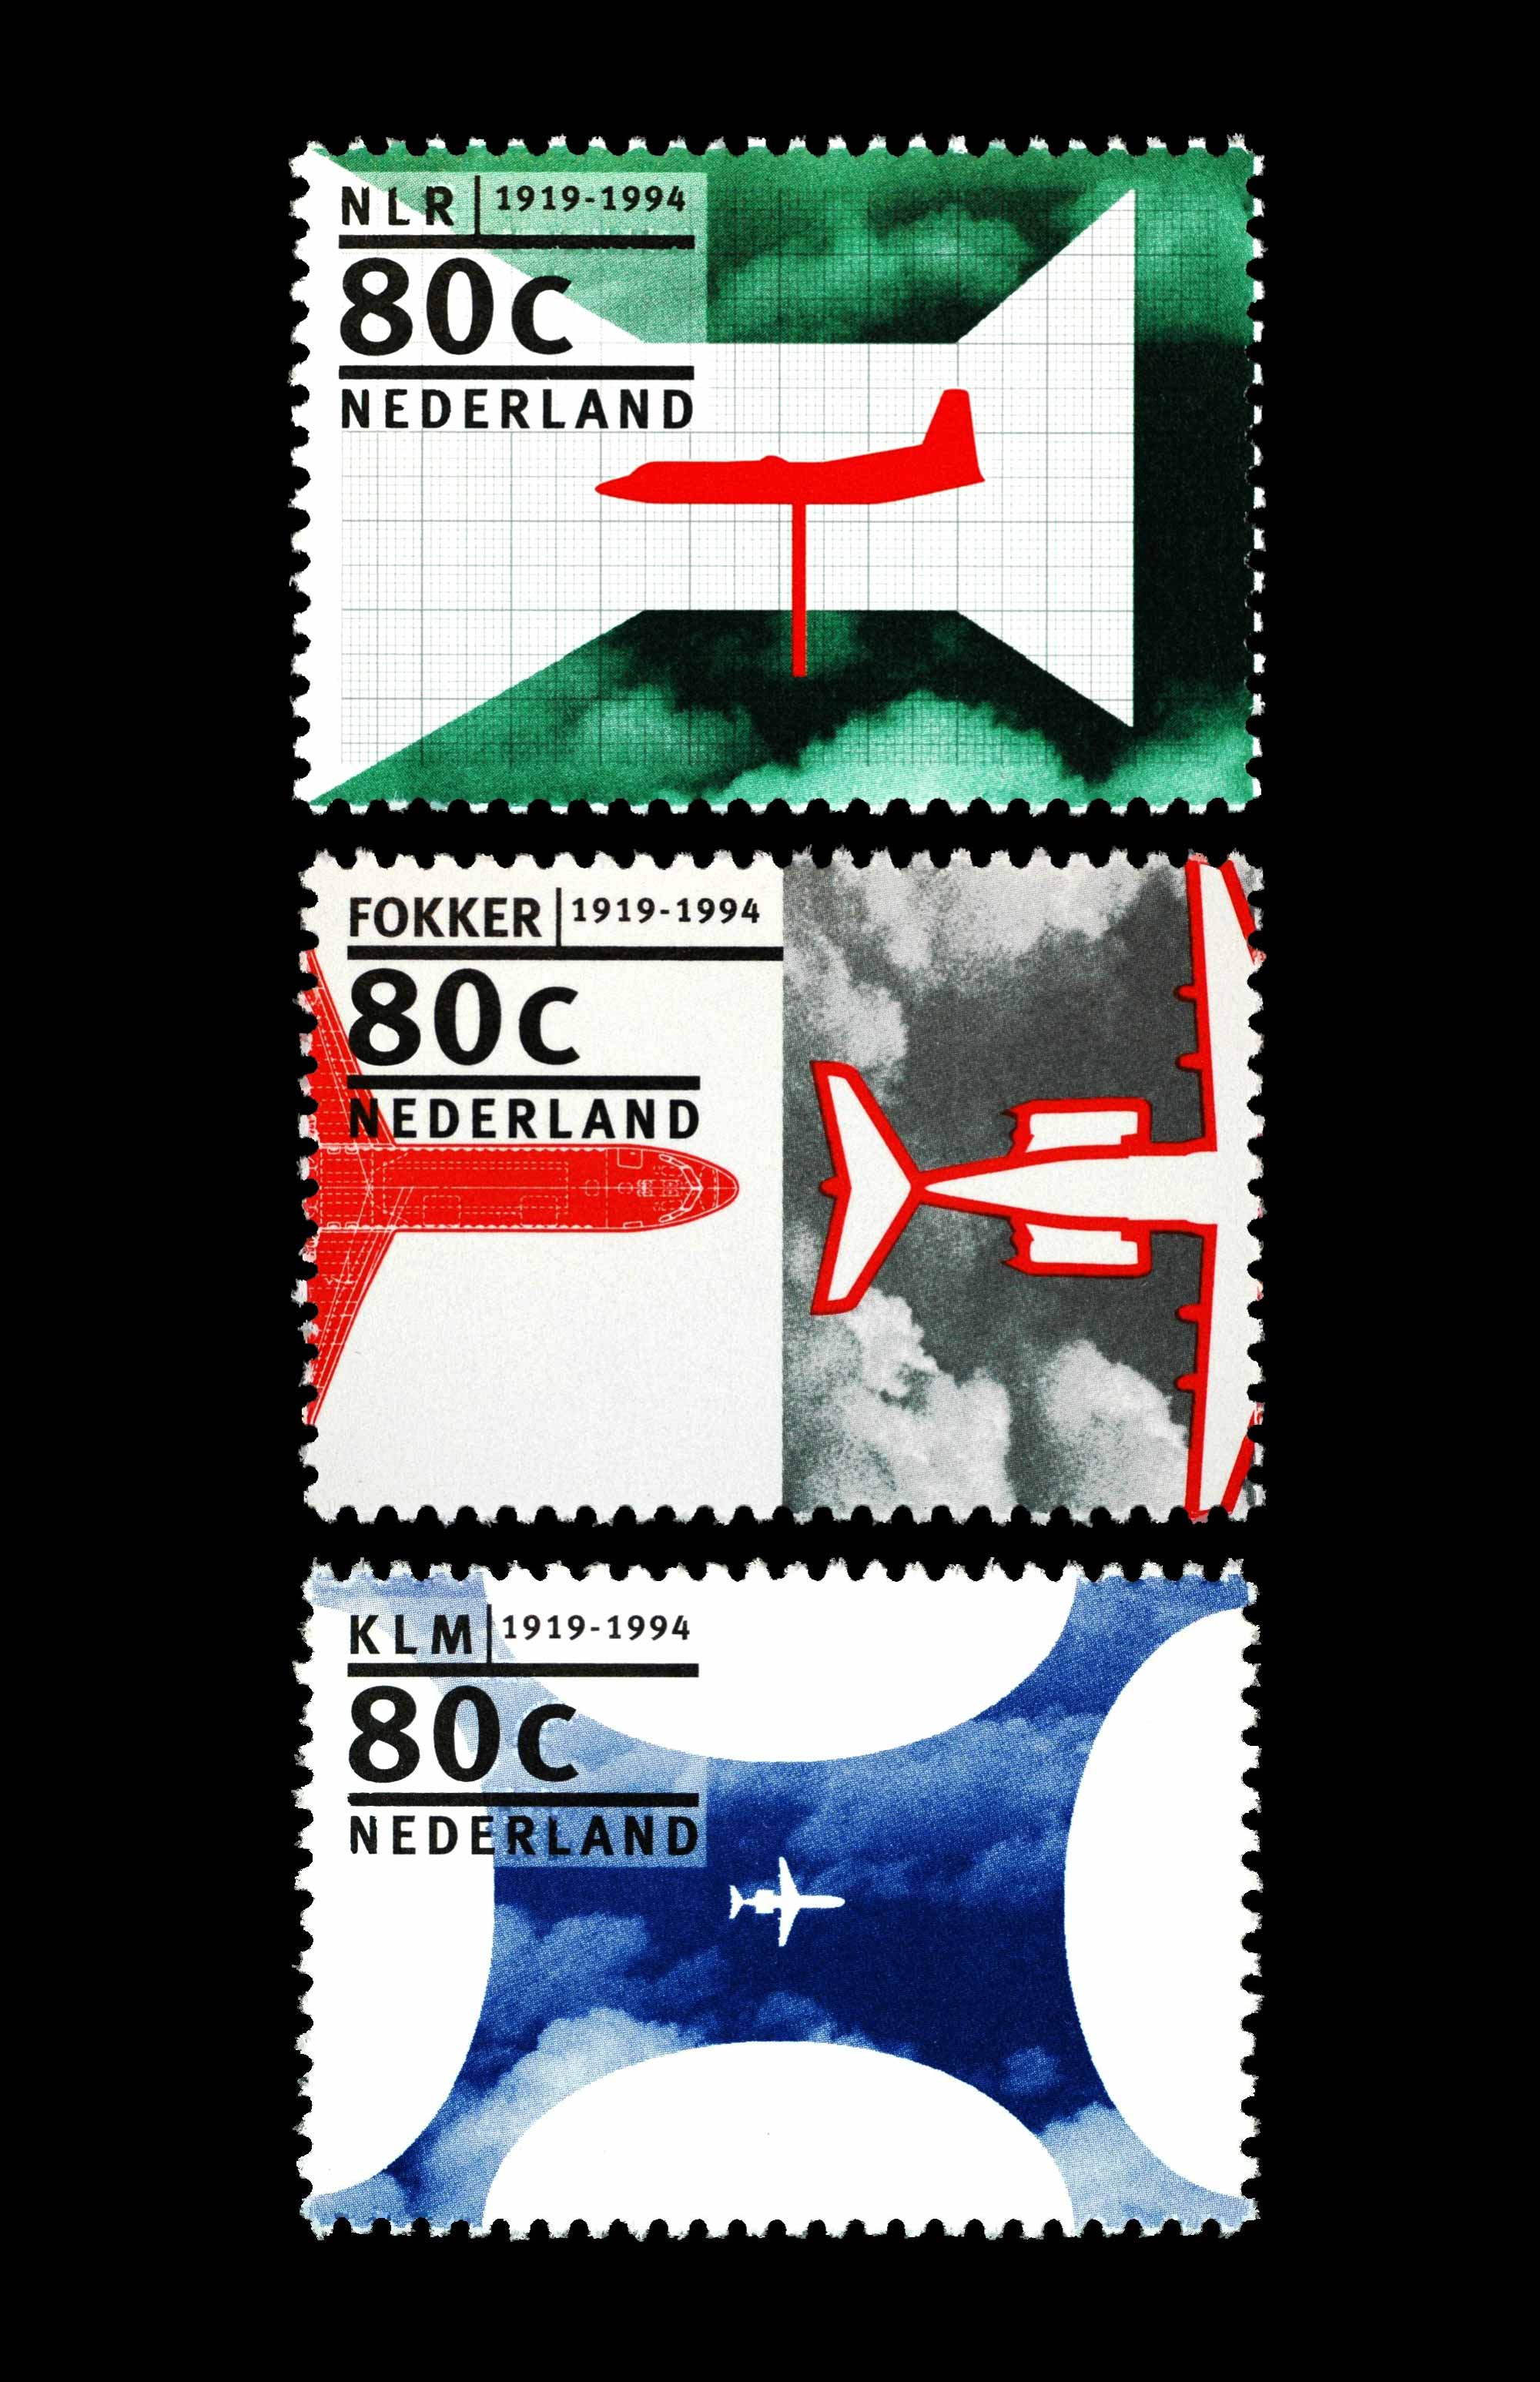 NLR | 1919-1994
80c
NEDERLAND
FOKKER | 1919-1994
80c
NEDERLAND
KLM | 1919-1994
80c
NEDERLAND